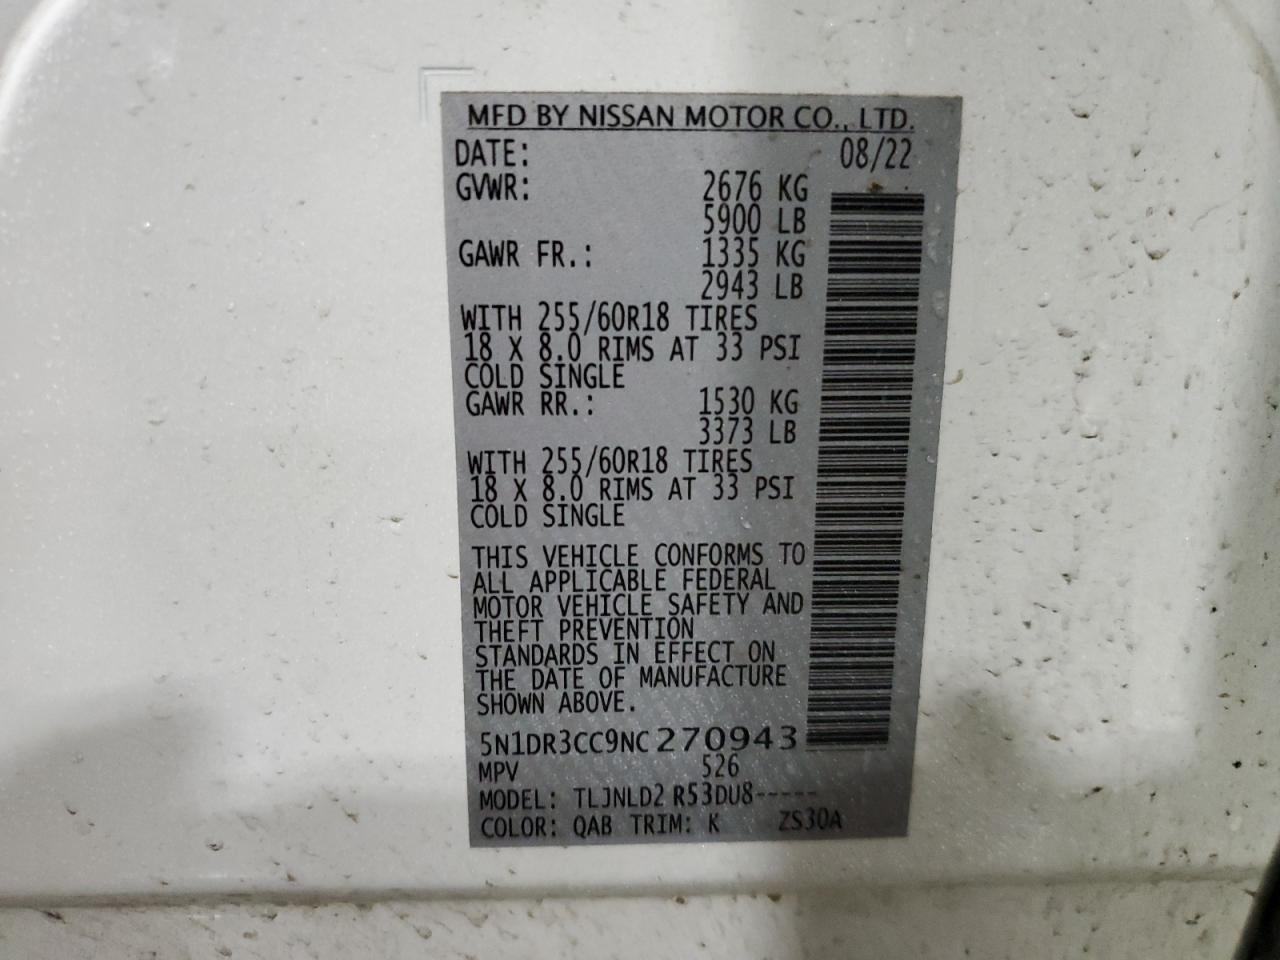 MFD BY NISSAN MOTOR CO., LTD.
DATE: 08/22
GVWR: 2676 KG
5900 LB
GAWR FR.: 1335 KG
2943 LB
WITH 255/60R18 TIRES
18 X 8.0 RIMS AT 33 PSI
COLD SINGLE
GAWR RR.: 1530 KG
3373 LB
WITH 255/60R18 TIRES
18 X 8.0 RIMS AT 33 PSI
COLD SINGLE
THIS VEHICLE CONFORMS TO
ALL APPLICABLE FEDERAL
MOTOR VEHICLE SAFETY AND
THEFT PREVENTION
STANDARDS IN EFFECT ON
THE DATE OF MANUFACTURE
SHOWN ABOVE.
5N1DR3CC9NC270943
MPV 526
MODEL: TLJNLD2 R53DU8-----
COLOR: QAB TRIM: K ZS30A